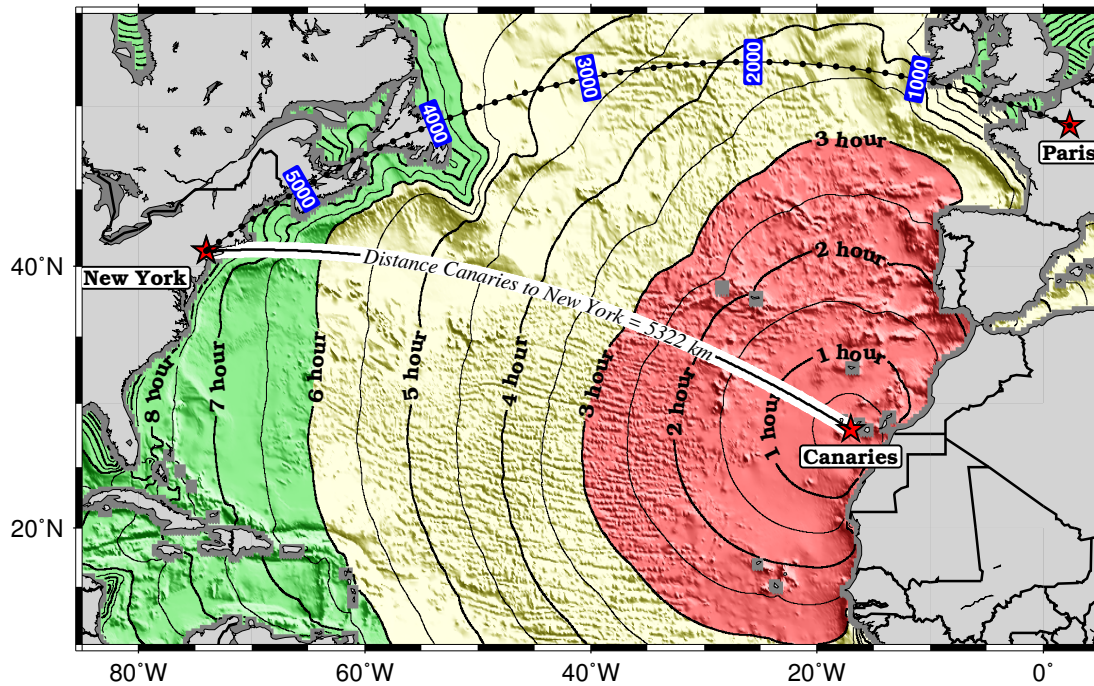 1000
2000
3000
4000
3 hour
Paris
5000
2 hour
40°N
New York
Distance Canaries to New York = 5322 km
1 hour
8 hour
7 hour
6 hour
5 hour
4 hour
3 hour
2 hour
1 hour
Canaries
20°N
80°W
60°W
40°W
20°W
0°